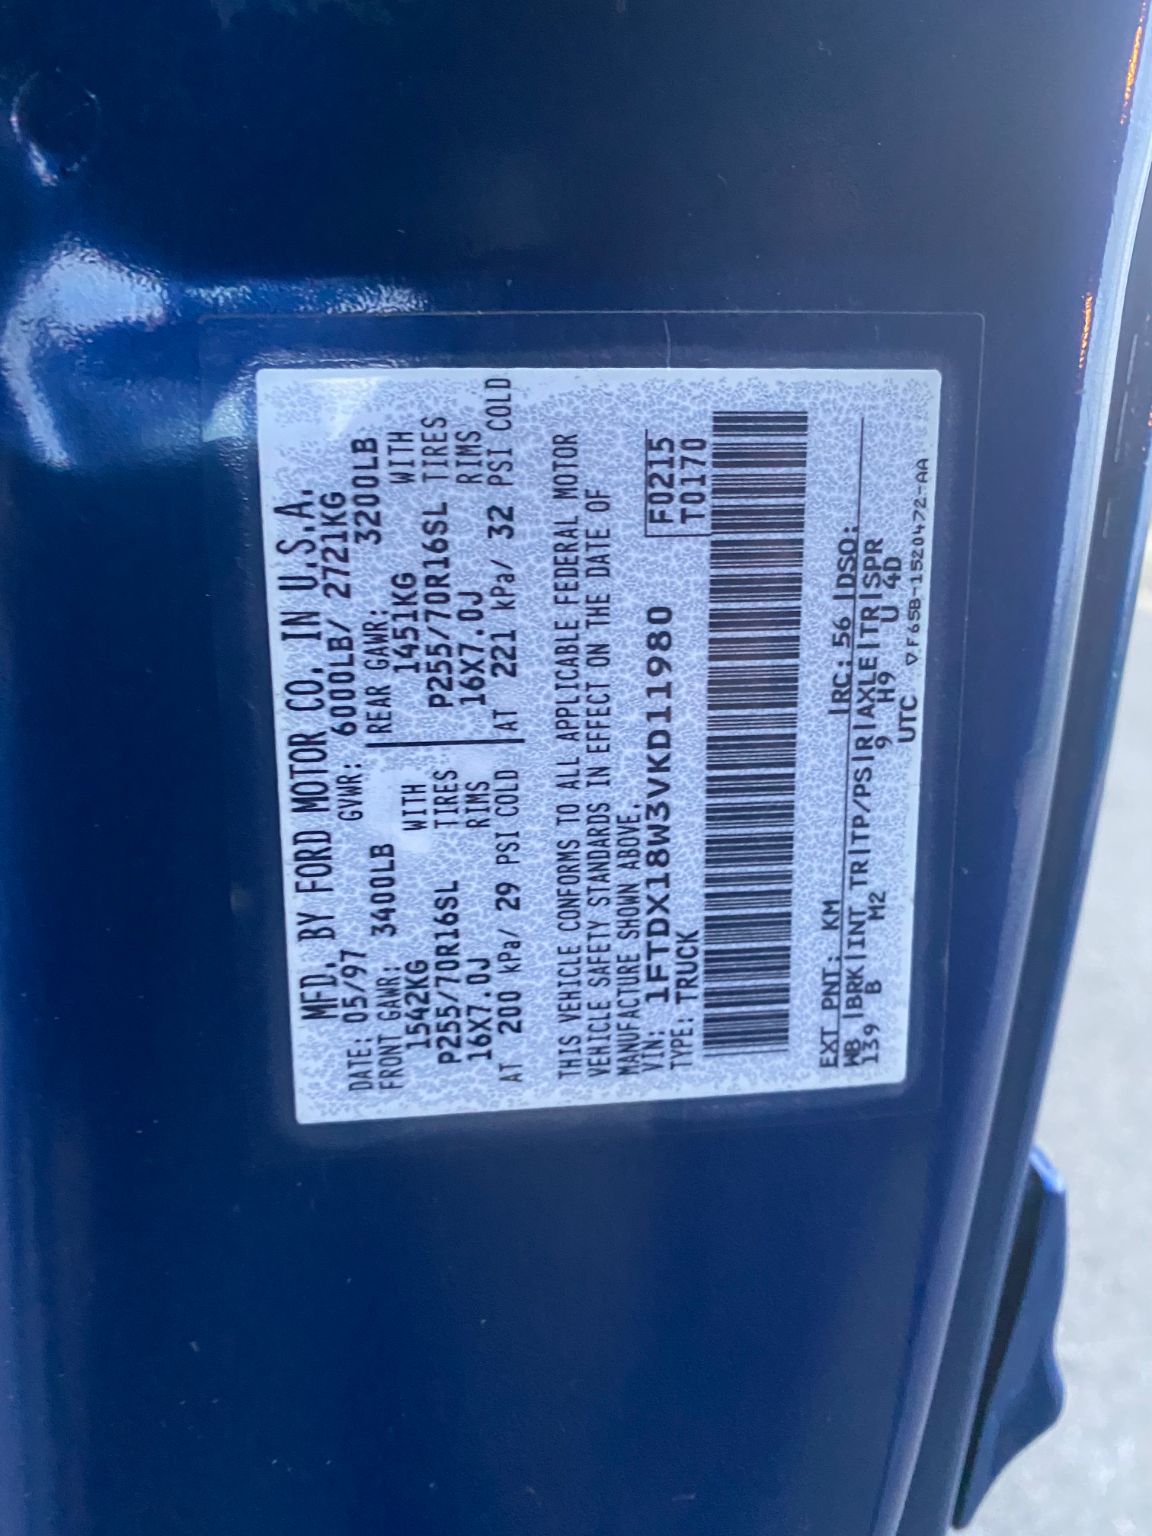 MFD. BY FORD MOTOR CO. IN U.S.A.
DATE: 05/97 GVWR: 6000LB/ 2721KG
FRONT GAWR: 3400LB REAR GAWR: 3200LB
1542KG WITH 1451KG WITH
P255/70R16SL TIRES P255/70R16SL TIRES
16X7.0J RIMS 16X7.0J RIMS
AT 200 kPa/ 29 PSI COLD AT 221 kPa/ 32 PSI COLD
THIS VEHICLE CONFORMS TO ALL APPLICABLE FEDERAL MOTOR
VEHICLE SAFETY STANDARDS IN EFFECT ON THE DATE OF
MANUFACTURE SHOWN ABOVE.
VIN: 1FTDX18W3VKD11980 F0215
TYPE: TRUCK T0170
EXT PNT: KM RC: 56 DSO:
WB BRK INT TR TP/PS R AXLE TR SPR
139 B M2 9 H9 U 4D
UTC ▽F65B-1520472-AA